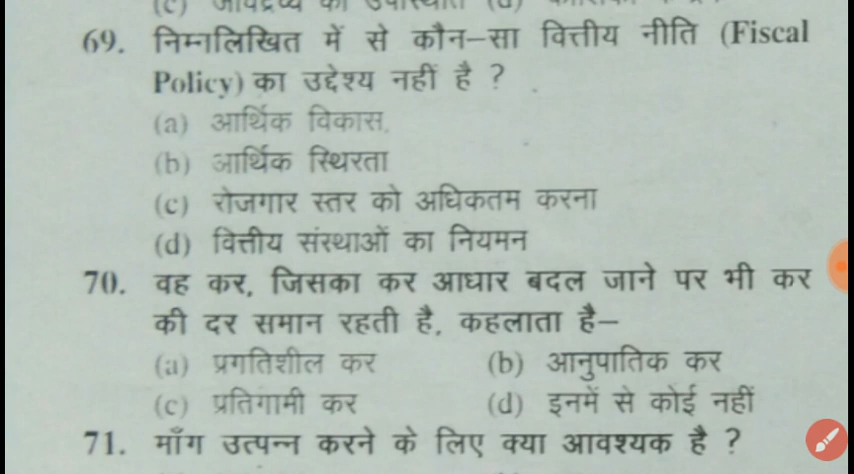 69. निम्नलिखित में से कौन-सा वित्तीय नीति (Fiscal
Policy) का उद्देश्य नहीं है ?
(a) आर्थिक विकास
(b) आर्थिक स्थिरता
(c) रोजगार स्तर को अधिकतम करना
(d) वित्तीय संस्थाओं का नियमन
70. वह कर, जिसका कर आधार बदल जाने पर भी कर
की दर समान रहती है, कहलाता है–
(a) प्रगतिशील कर (b) आनुपातिक कर
(c) प्रतिगामी कर (d) इनमें से कोई नहीं
71. माँग उत्पन्न करने के लिए क्या आवश्यक है ?